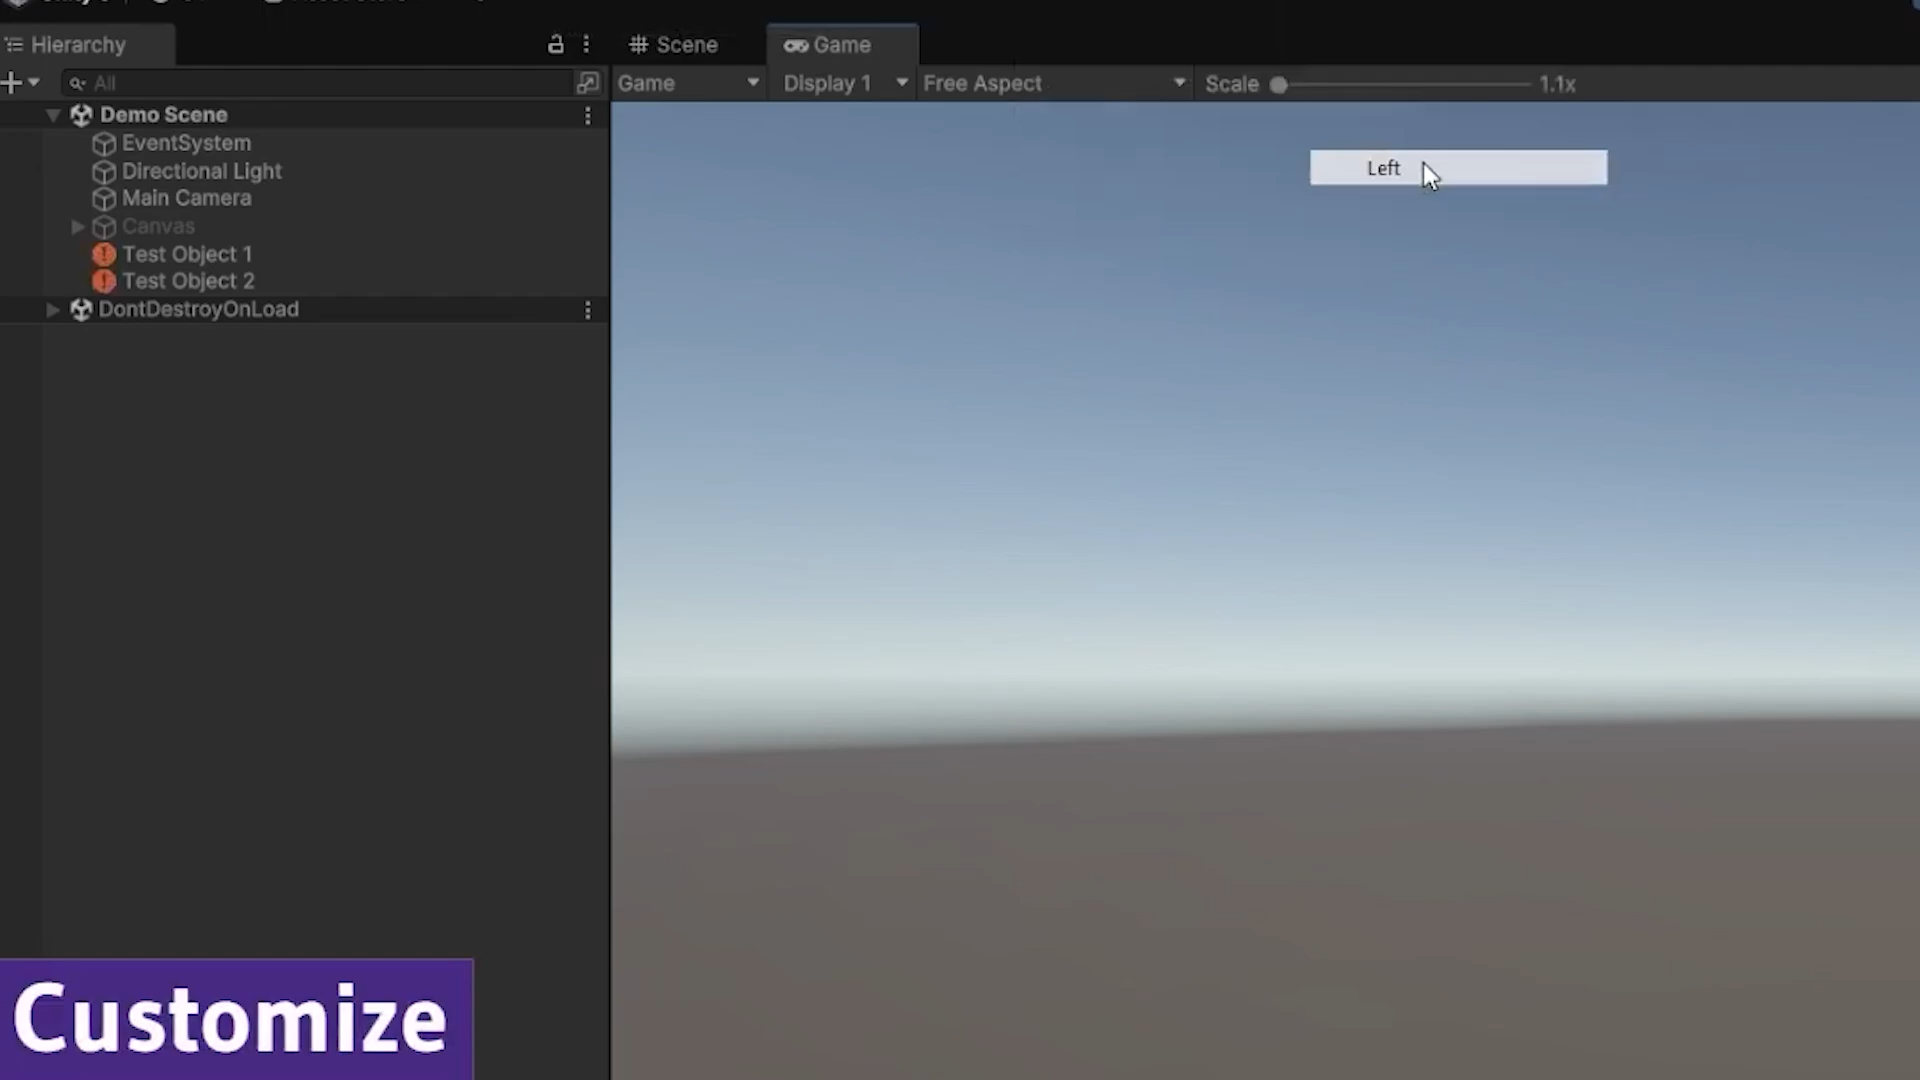 Hierarchy
Scene
Game
All
Game
Display 1
Free Aspect
Scale
1.1x
Demo Scene
EventSystem
Directional Light
Main Camera
Canvas
Test Object 1
Test Object 2
DontDestroyOnLoad
Left
Customize